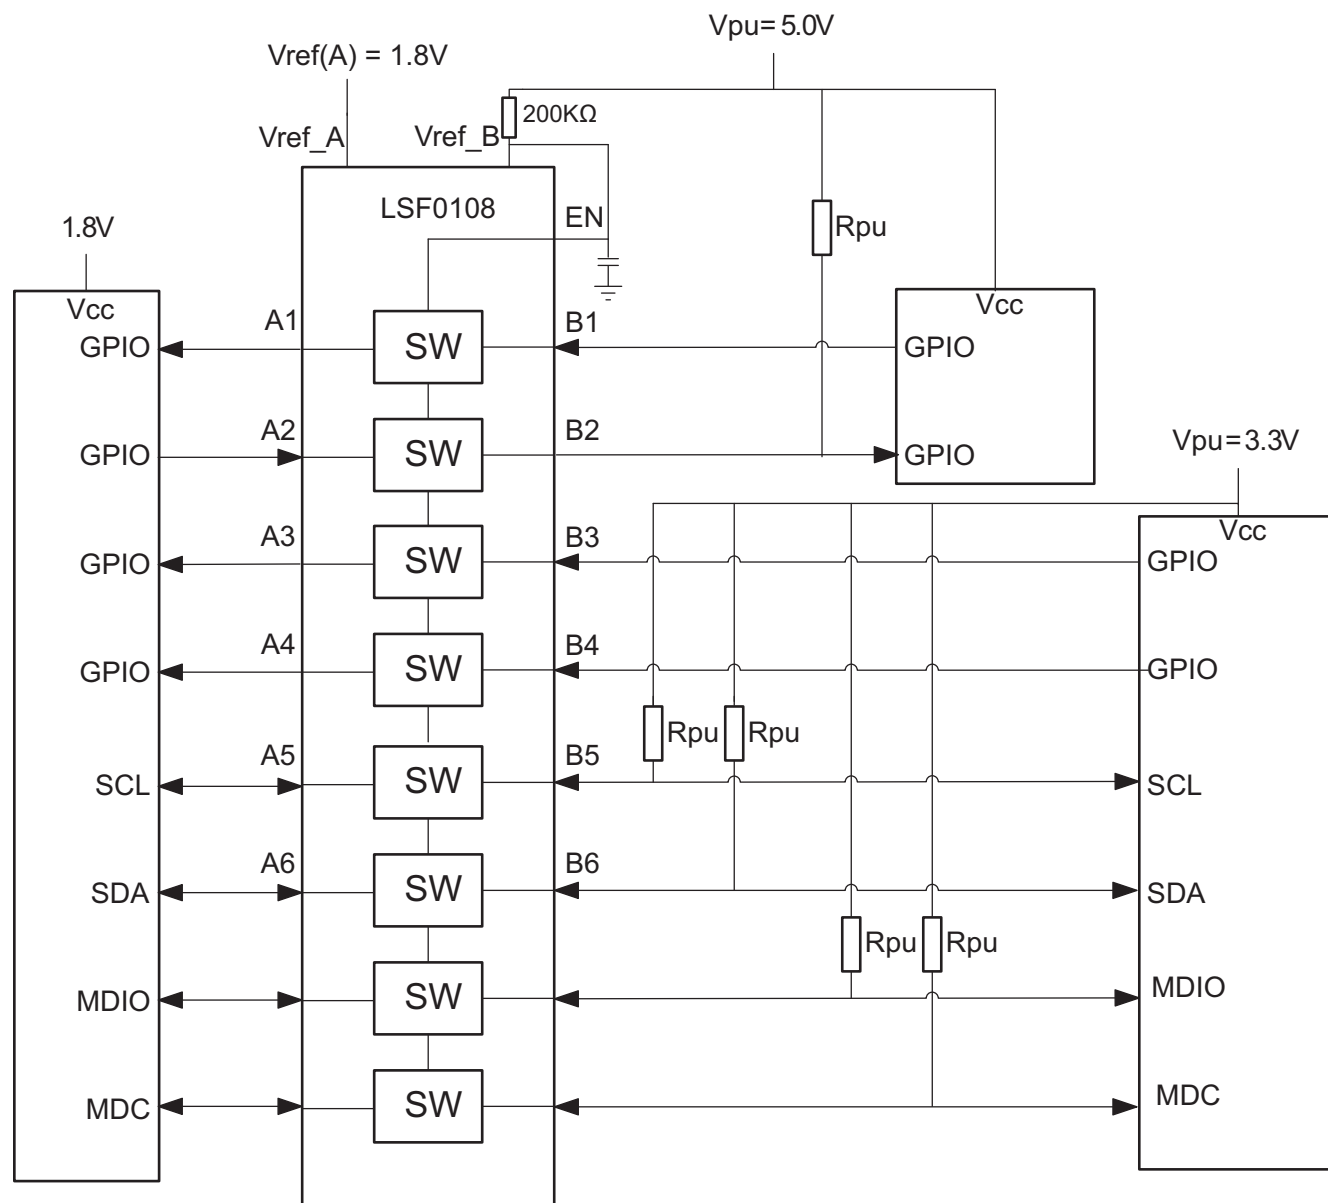 Vpu= 5.0V
Vref(A) = 1.8V
200KΩ
Vref_A
Vref_B
LSF0108
EN
Rpu
1.8V
Vcc
Vcc
GPIO
A1
SW
B1
GPIO
GPIO
A2
SW
B2
GPIO
Vpu=3.3V
Vcc
GPIO
A3
SW
B3
GPIO
GPIO
A4
SW
B4
GPIO
Rpu
Rpu
SCL
A5
SW
B5
SCL
SDA
A6
SW
B6
SDA
Rpu
Rpu
MDIO
SW
MDIO
MDC
SW
MDC